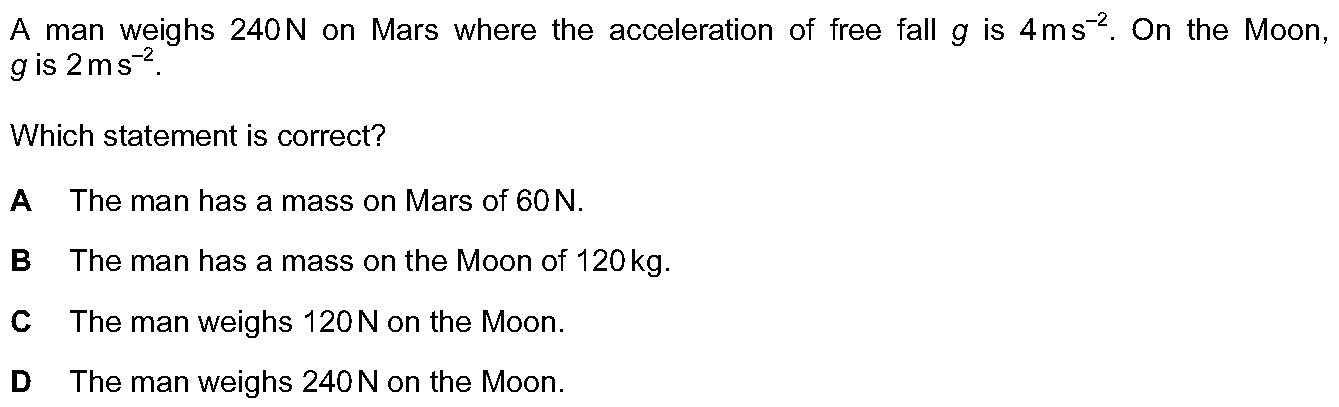 A man weighs 240 N on Mars where the acceleration of free fall g is 4 m s⁻². On the Moon,
g is 2 m s⁻².
Which statement is correct?
A The man has a mass on Mars of 60 N.
B The man has a mass on the Moon of 120 kg.
C The man weighs 120 N on the Moon.
D The man weighs 240 N on the Moon.